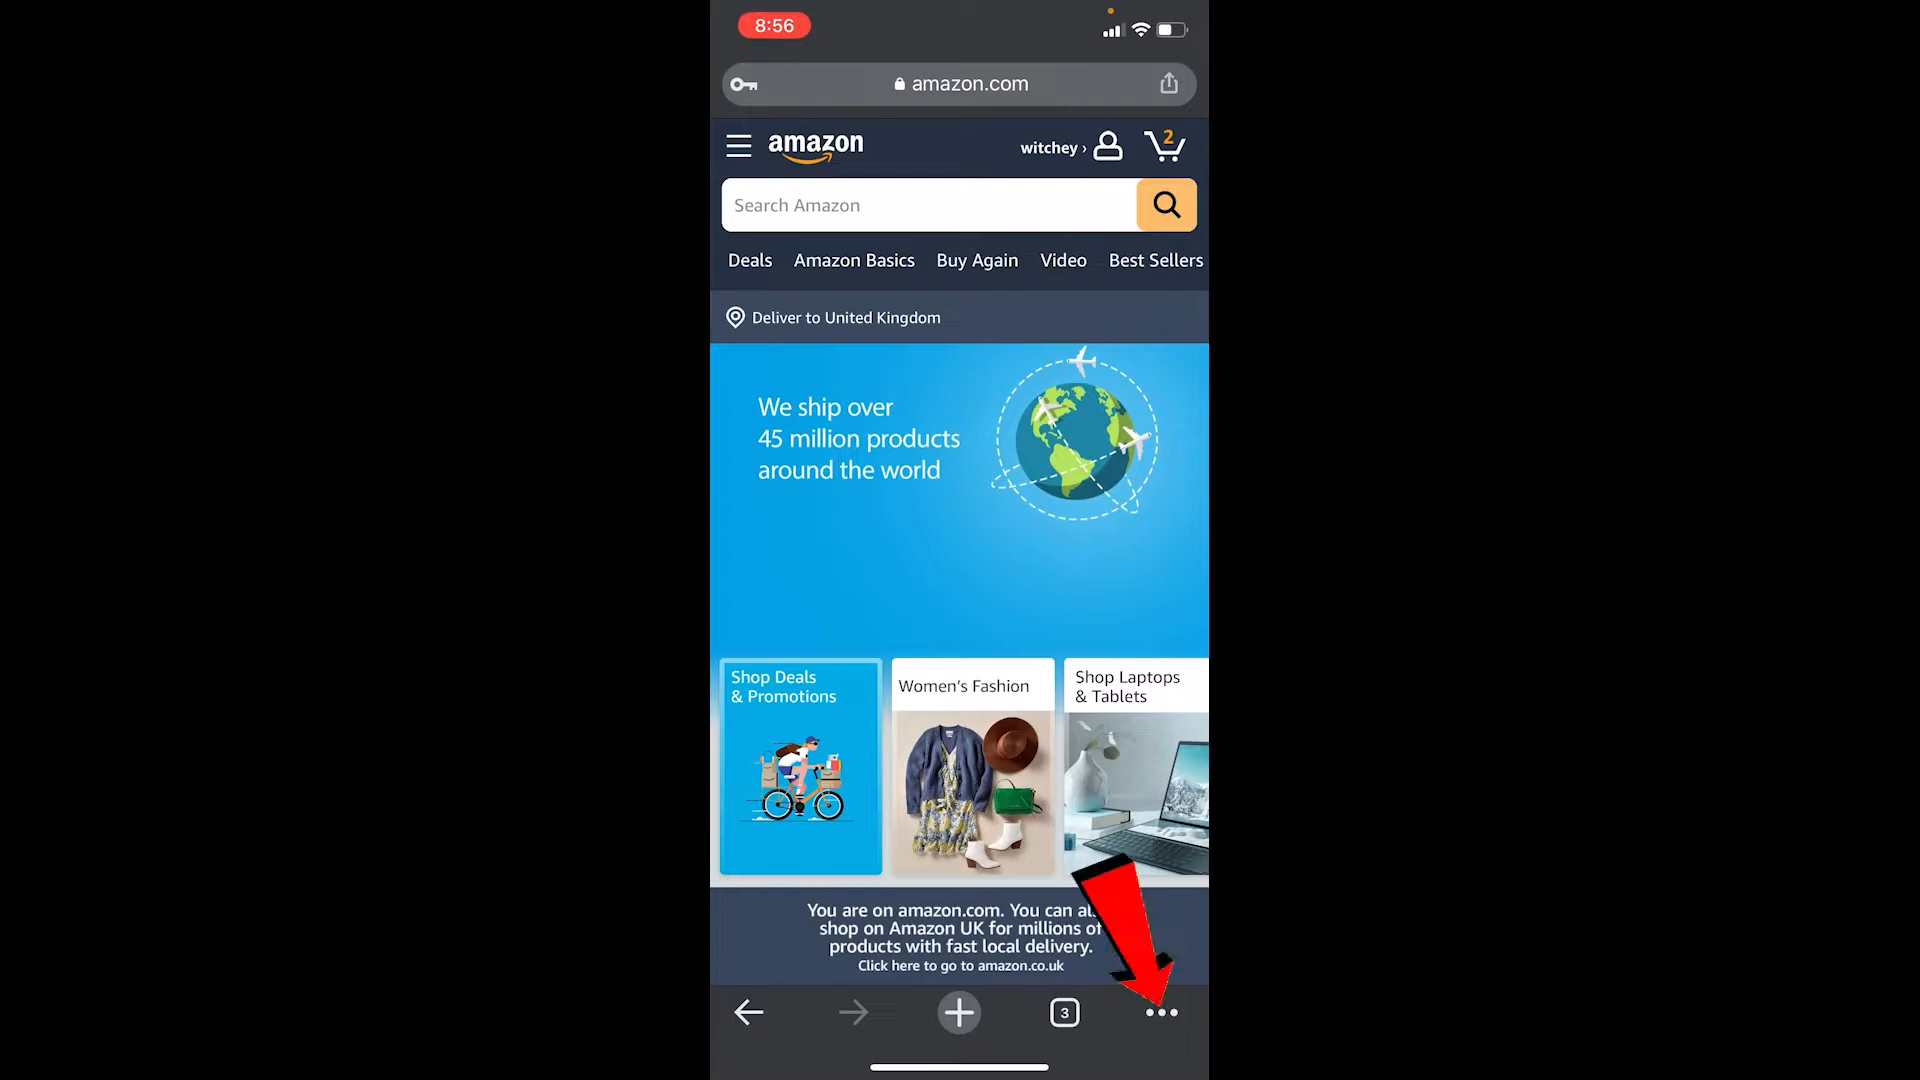 8:56
amazon.com
amazon
witchey ›
2
Search Amazon
Deals Amazon Basics Buy Again Video Best Sellers
Deliver to United Kingdom
We ship over
45 million products
around the world
Shop Deals
& Promotions
Women's Fashion
Shop Laptops
& Tablets
You are on amazon.com. You can al
shop on Amazon UK for millions of
products with fast local delivery.
Click here to go to amazon.co.uk
3